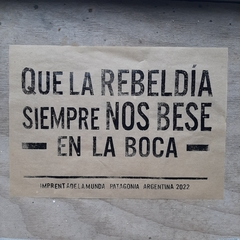 QUE LA REBELDÍA
SIEMPRE NOS BESE
EN LA BOCA
IMPRENTADELAMUNDA PATAGONIA ARGENTINA 2022